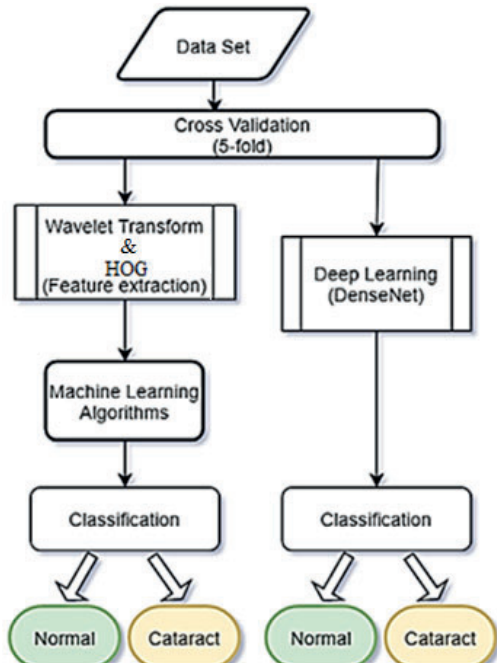 Data Set
Cross Validation
(5-fold)
Wavelet Transform
&
HOG
(Feature extraction)
Deep Learning
(DenseNet)
Machine Learning
Algorithms
Classification
Classification
Normal
Cataract
Normal
Cataract